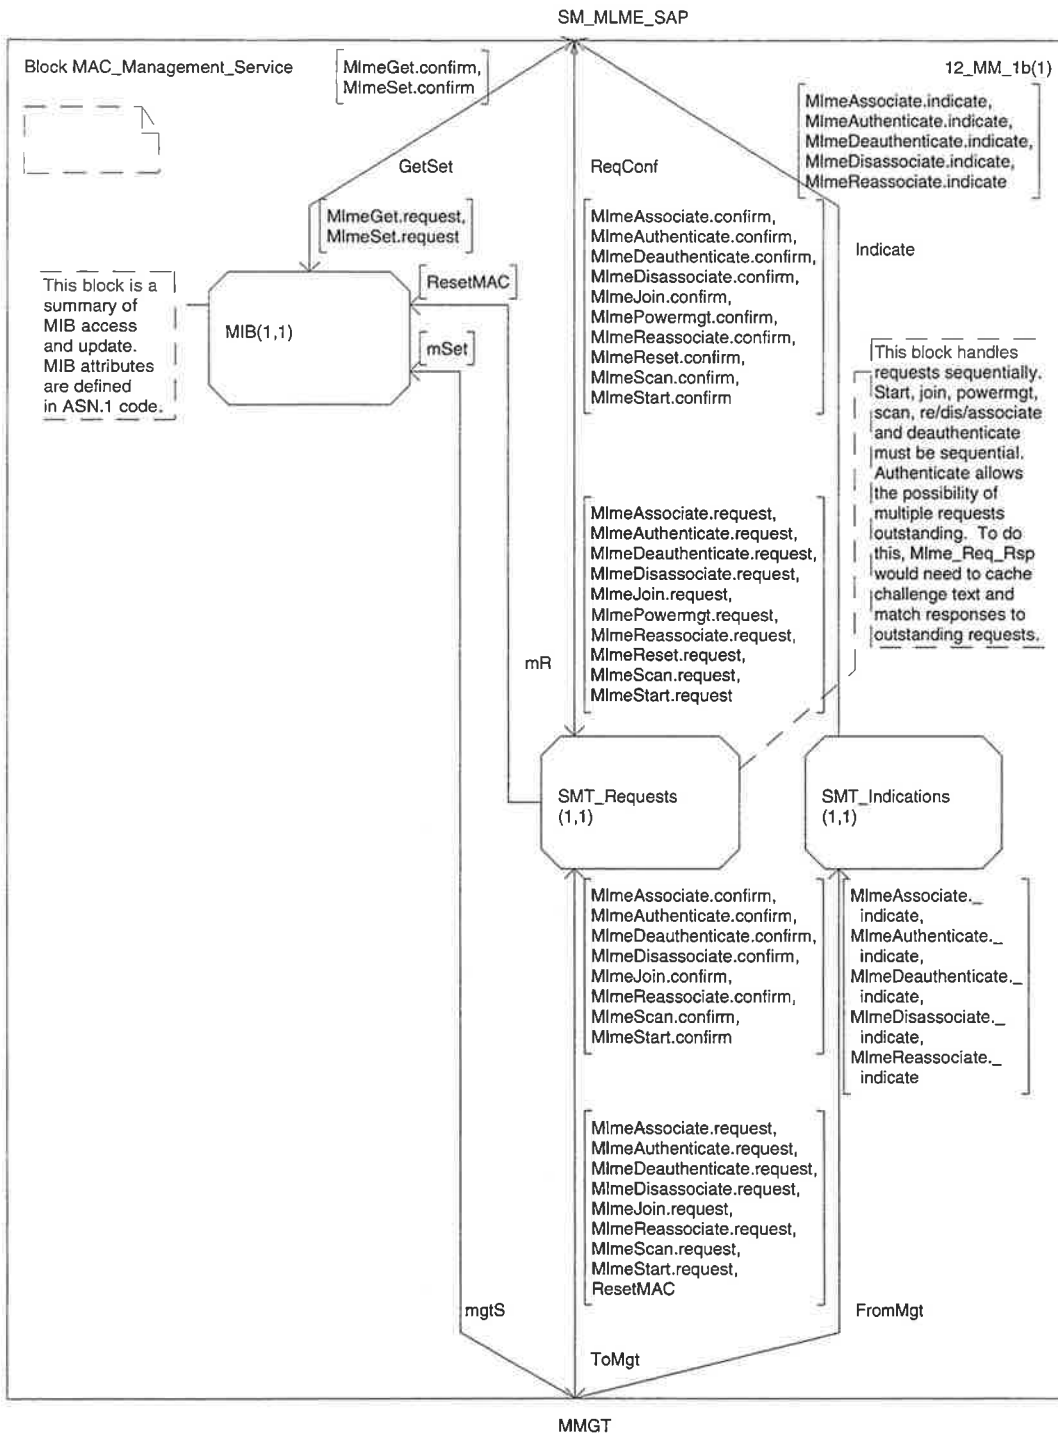 SM_MLME_SAP
Block MAC_Management_Service
MlmeGet.confirm,
MlmeSet.confirm
12_MM_1b(1)
MlmeAssociate.indicate,
MlmeAuthenticate.indicate,
MlmeDeauthenticate.indicate,
MlmeDisassociate.indicate,
MlmeReassociate.indicate
GetSet
ReqConf
MlmeGet.request,
MlmeSet.request
MlmeAssociate.confirm,
MlmeAuthenticate.confirm,
MlmeDeauthenticate.confirm,
MlmeDisassociate.confirm,
MlmeJoin.confirm,
MlmePowermgt.confirm,
MlmeReassociate.confirm,
MlmeReset.confirm,
MlmeScan.confirm,
MlmeStart.confirm
Indicate
This block is a
summary of
MIB access
and update.
MIB attributes
are defined
in ASN.1 code.
MIB(1,1)
ResetMAC
mSet
This block handles
requests sequentially.
Start, join, powermgt,
scan, re/dis/associate
and deauthenticate
must be sequential.
Authenticate allows
the possibility of
multiple requests
outstanding. To do
this, Mlme_Req_Rsp
would need to cache
challenge text and
match responses to
outstanding requests.
MlmeAssociate.request,
MlmeAuthenticate.request,
MlmeDeauthenticate.request,
MlmeDisassociate.request,
MlmeJoin.request,
MlmePowermgt.request,
MlmeReassociate.request,
MlmeReset.request,
MlmeScan.request,
MlmeStart.request
mR
SMT_Requests
(1,1)
SMT_Indications
(1,1)
MlmeAssociate.confirm,
MlmeAuthenticate.confirm,
MlmeDeauthenticate.confirm,
MlmeDisassociate.confirm,
MlmeJoin.confirm,
MlmeReassociate.confirm,
MlmeScan.confirm,
MlmeStart.confirm
MlmeAssociate._
indicate,
MlmeAuthenticate._
indicate,
MlmeDeauthenticate._
indicate,
MlmeDisassociate._
indicate,
MlmeReassociate._
indicate
MlmeAssociate.request,
MlmeAuthenticate.request,
MlmeDeauthenticate.request,
MlmeDisassociate.request,
MlmeJoin.request,
MlmeReassociate.request,
MlmeScan.request,
MlmeStart.request,
ResetMAC
mgtS
FromMgt
ToMgt
MMGT